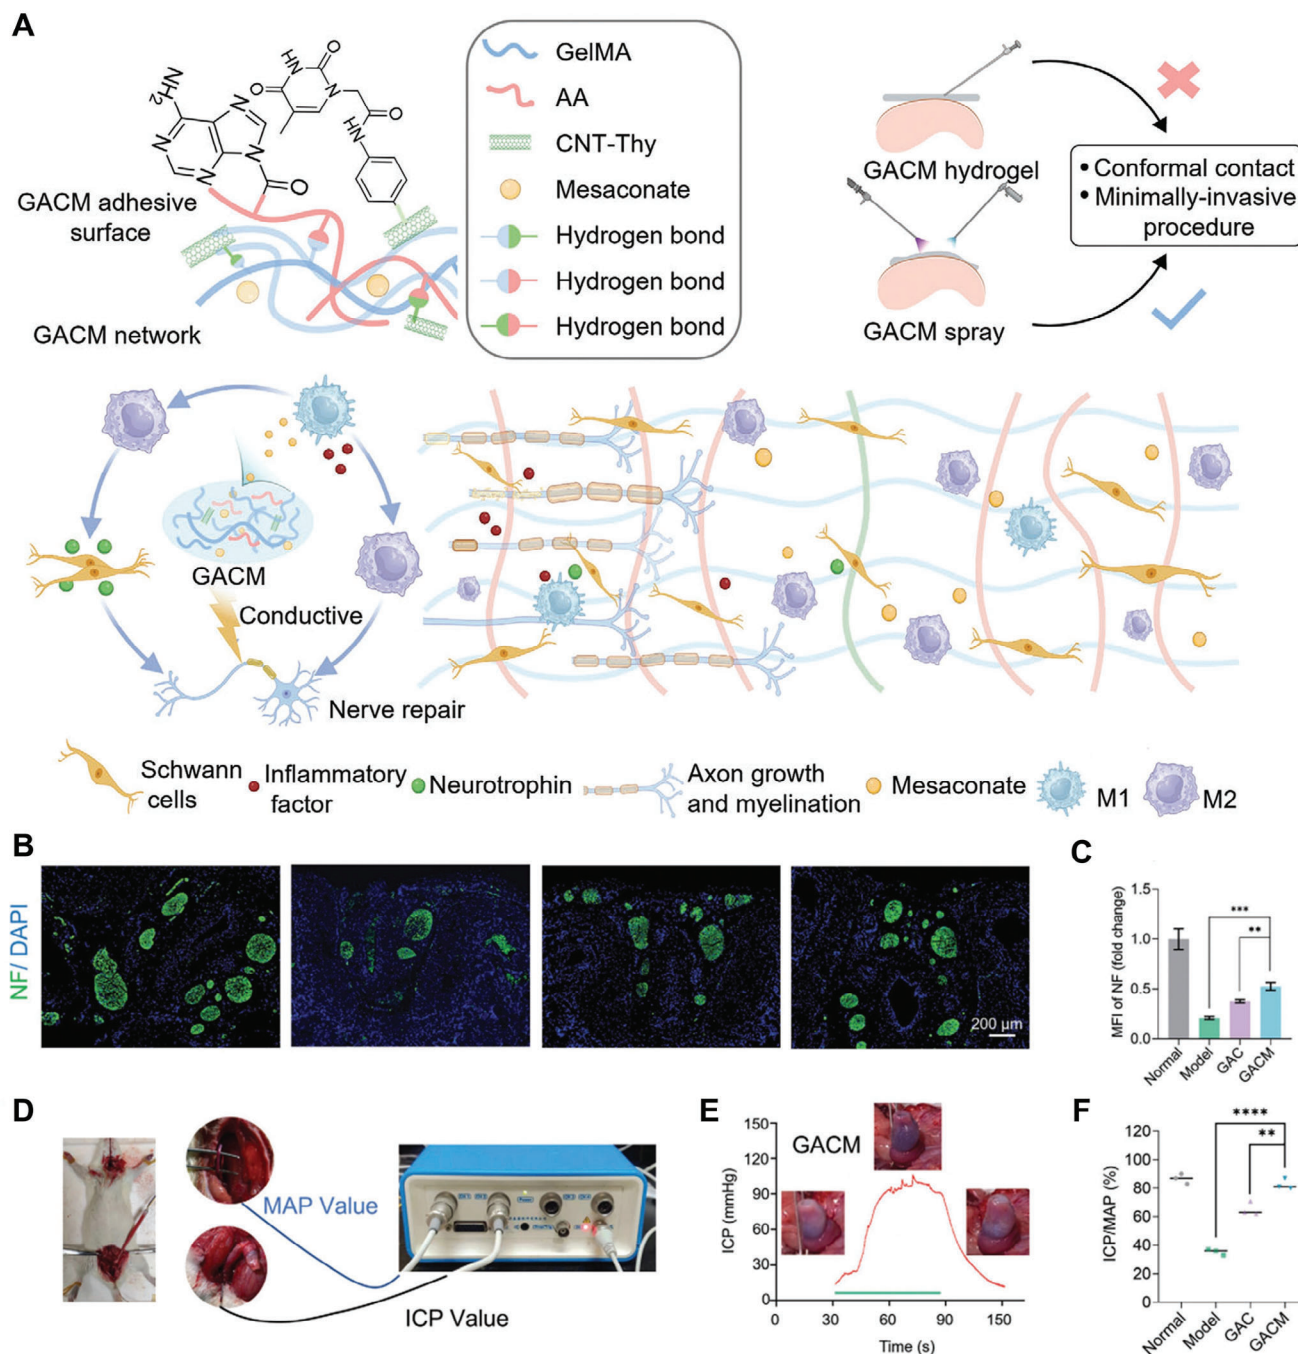 A
NH₂
N
N
N
N
N
O
O
HN
O
N
O
HN
GACM adhesive
surface
GACM network
GelMA
AA
CNT-Thy
Mesaconate
Hydrogen bond
Hydrogen bond
Hydrogen bond
GACM hydrogel
GACM spray
• Conformal contact
• Minimally-invasive
procedure
GACM
Conductive
Nerve repair
Schwann
cells
Inflammatory
factor
Neurotrophin
Axon growth
and myelination
Mesaconate
M1
M2
B
NF/ DAPI
200 µm
C
MFI of NF (fold change)
1.5
1.0
0.5
0.0
***
**
Normal
Model
GAC
GACM
D
MAP Value
ICP Value
E
GACM
ICP (mmHg)
150
120
90
60
30
0
0
30
60
90
150
Time (s)
F
ICP/MAP (%)
120
100
80
60
40
20
0
****
**
Normal
Model
GAC
GACM